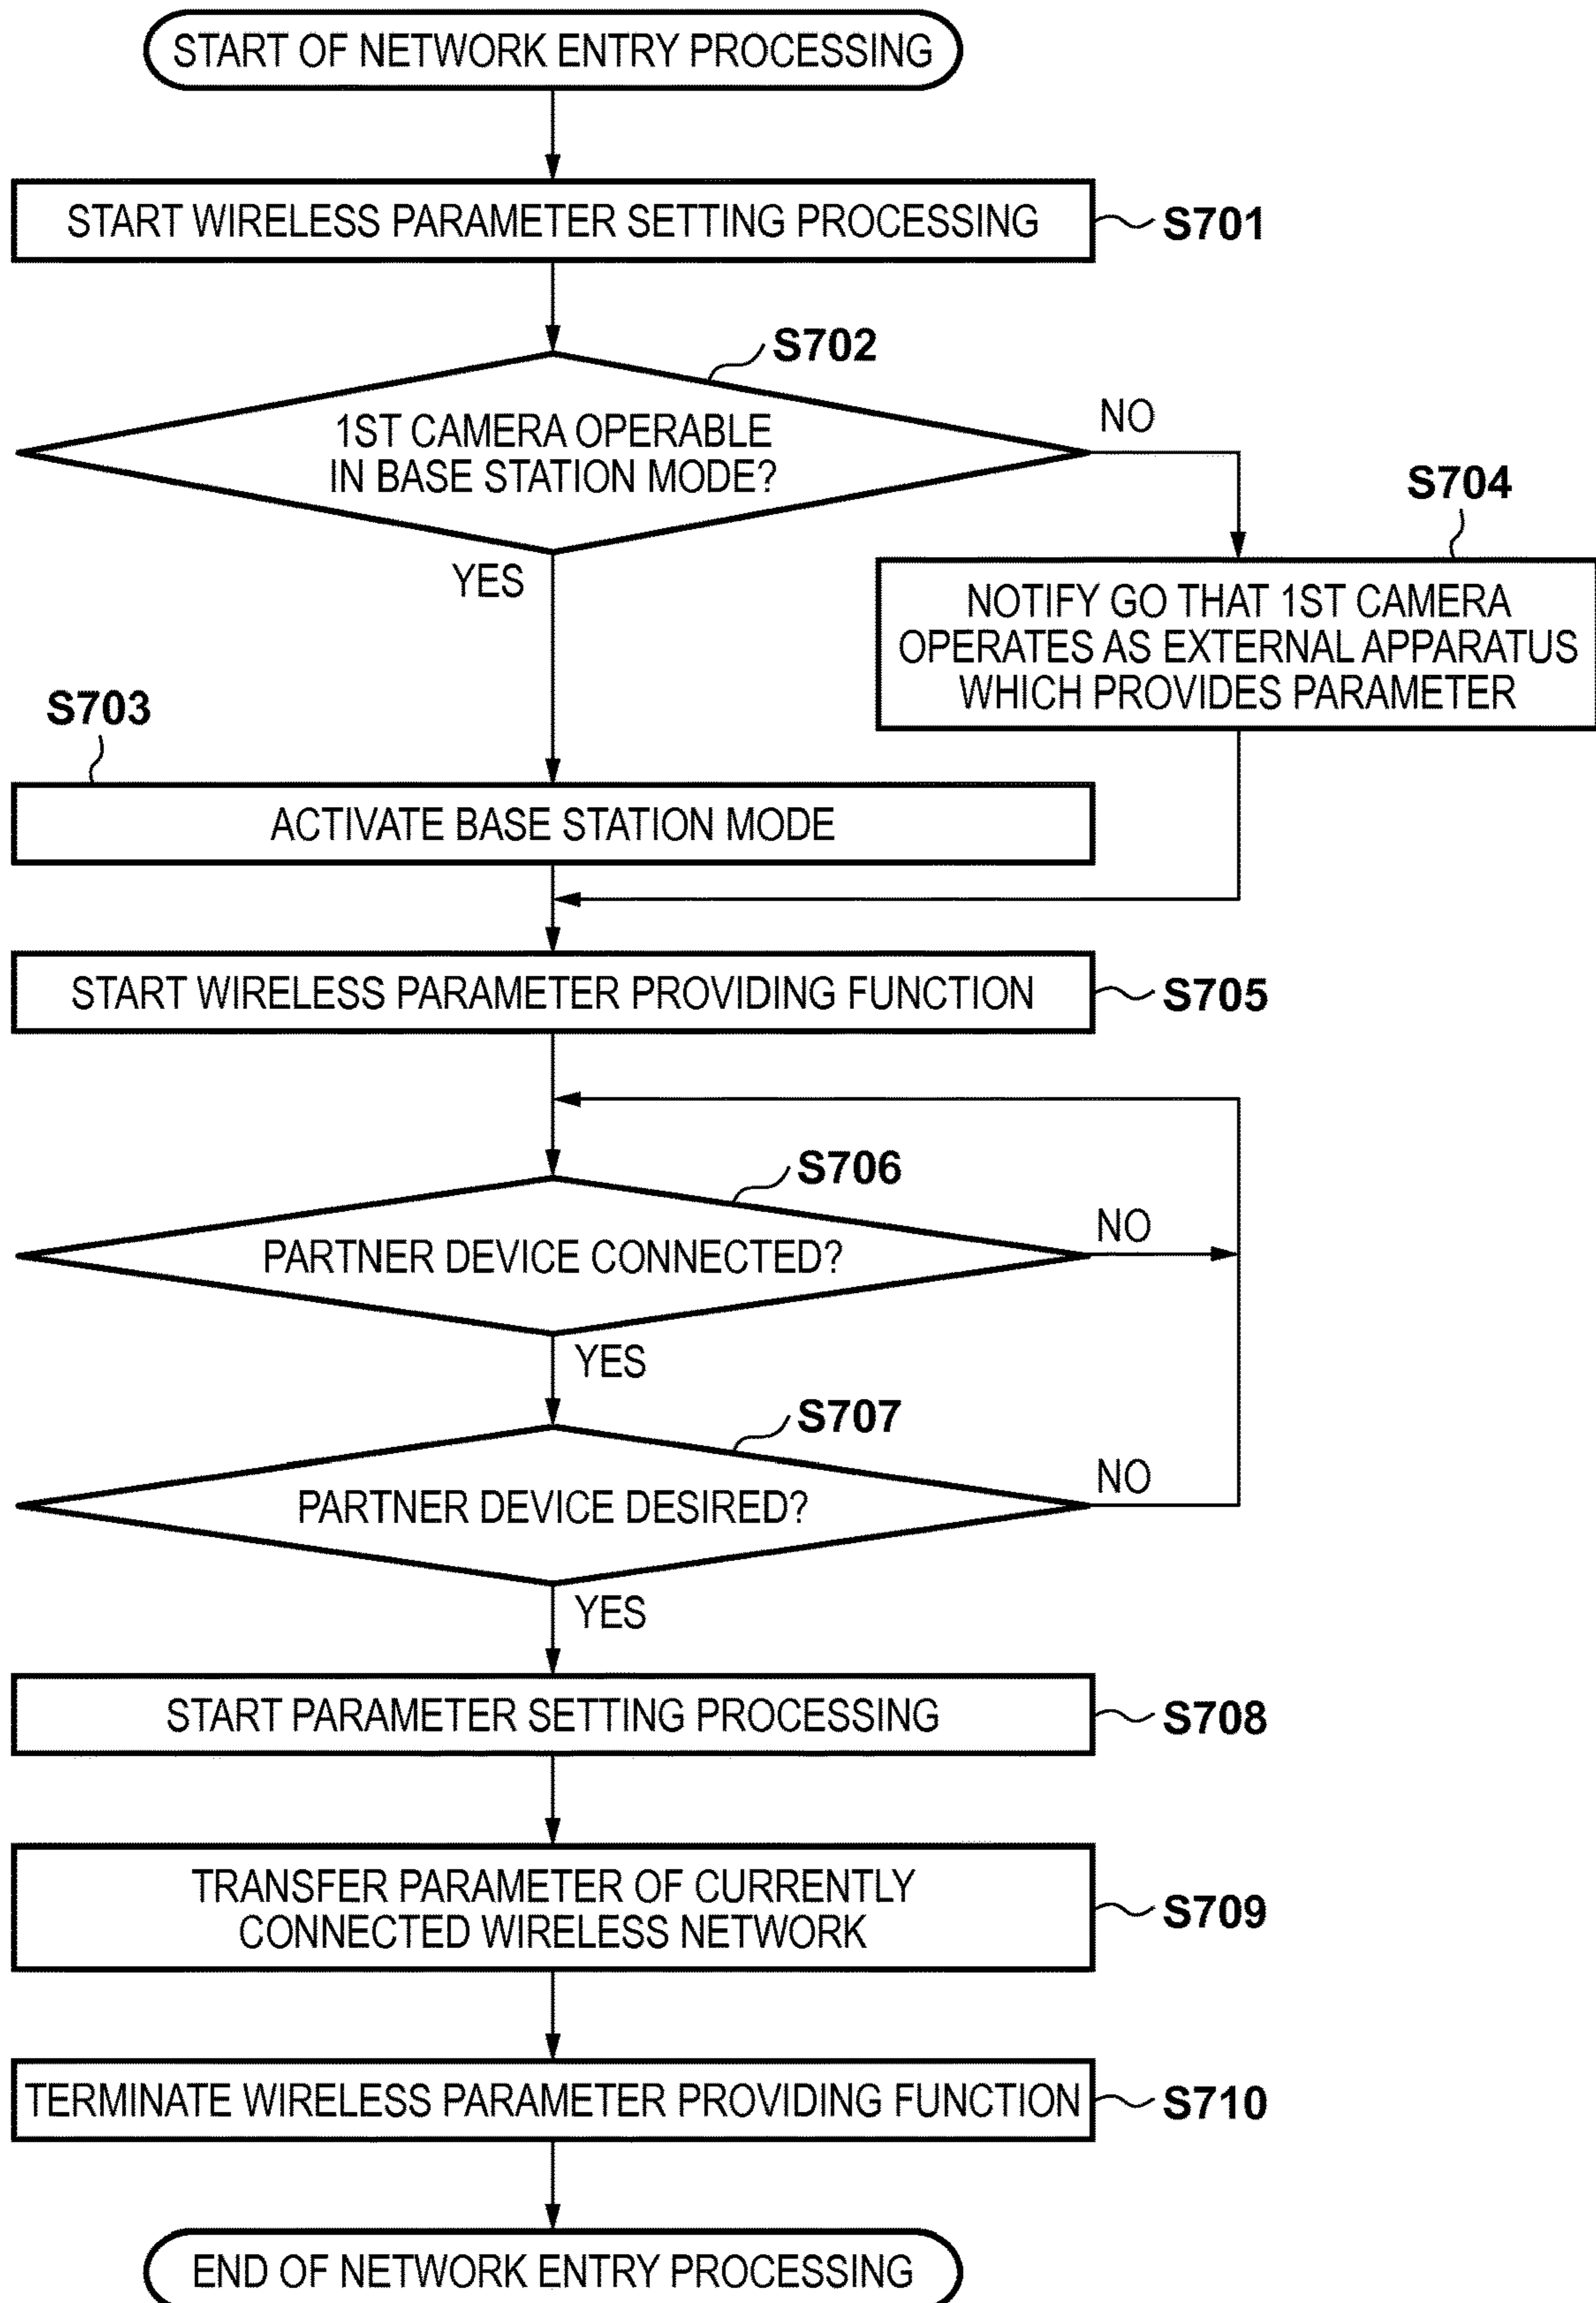 START OF NETWORK ENTRY PROCESSING
START WIRELESS PARAMETER SETTING PROCESSING
S701
S702
1ST CAMERA OPERABLE
IN BASE STATION MODE?
NO
YES
S704
NOTIFY GO THAT 1ST CAMERA
OPERATES AS EXTERNAL APPARATUS
WHICH PROVIDES PARAMETER
S703
ACTIVATE BASE STATION MODE
START WIRELESS PARAMETER PROVIDING FUNCTION
S705
S706
PARTNER DEVICE CONNECTED?
NO
YES
S707
PARTNER DEVICE DESIRED?
NO
YES
START PARAMETER SETTING PROCESSING
S708
TRANSFER PARAMETER OF CURRENTLY
CONNECTED WIRELESS NETWORK
S709
TERMINATE WIRELESS PARAMETER PROVIDING FUNCTION
S710
END OF NETWORK ENTRY PROCESSING